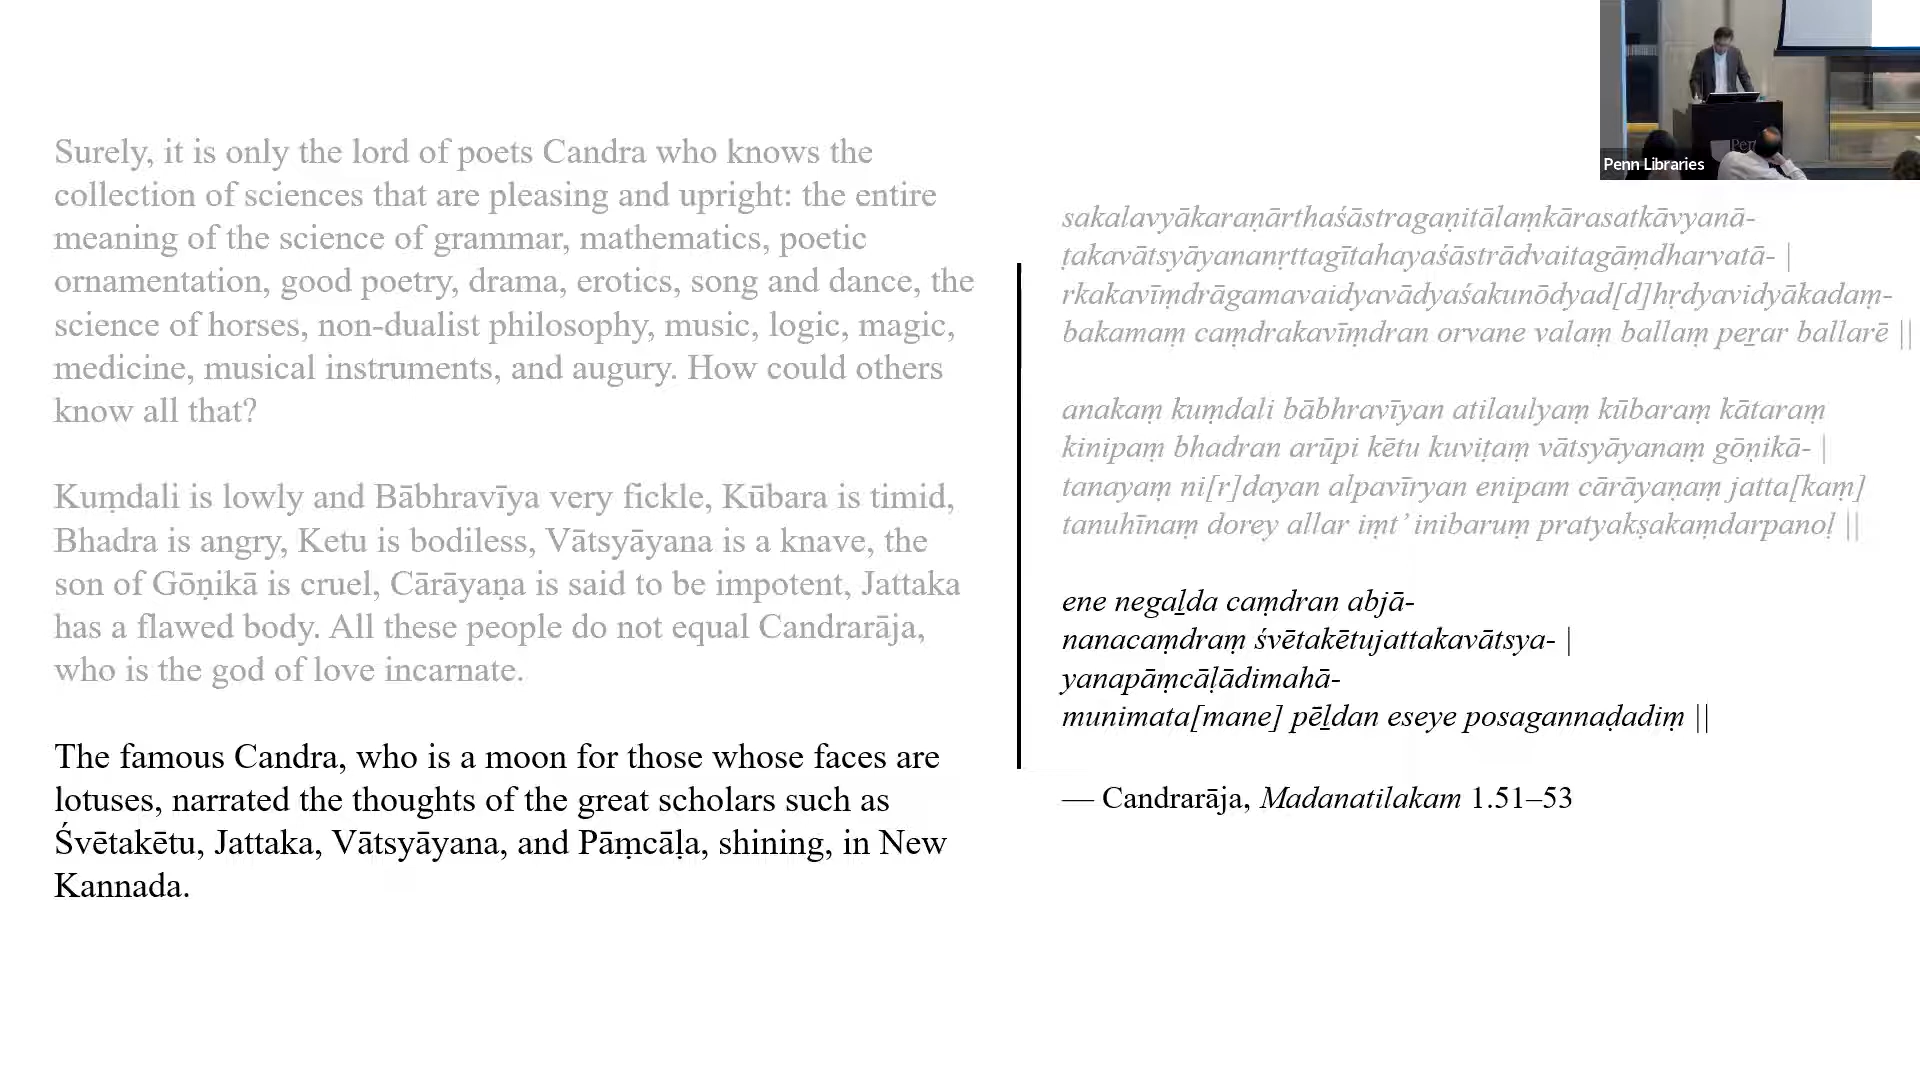 Surely, it is only the lord of poets Candra who knows the
collection of sciences that are pleasing and upright: the entire
meaning of the science of grammar, mathematics, poetic
ornamentation, good poetry, drama, erotics, song and dance, the
science of horses, non-dualist philosophy, music, logic, magic,
medicine, musical instruments, and augury. How could others
know all that?
Kuṃdali is lowly and Bābhravīya very fickle, Kūbara is timid,
Bhadra is angry, Ketu is bodiless, Vātsyāyana is a knave, the
son of Gōṇikā is cruel, Cārāyaṇa is said to be impotent, Jattaka
has a flawed body. All these people do not equal Candrarāja,
who is the god of love incarnate.
The famous Candra, who is a moon for those whose faces are
lotuses, narrated the thoughts of the great scholars such as
Śvētakētu, Jattaka, Vātsyāyana, and Pāṃcāḷa, shining, in New
Kannada.
sakalavyākaraṇārthaśāstragaṇitālaṃkārasatkāvyanā-
ṭakavātsyāyananṛttagītahayaśāstrādvaitagāṃdharvatā- |
rkakavīṃdrāgamavaidyavādyaśakunōdyad[d]hṛdyavidyākadaṃ-
bakamaṃ caṃdrakavīṃdran orvane valaṃ ballaṃ peṟar ballarē ||
anakaṃ kuṃdali bābhravīyan atilaulyaṃ kūbaraṃ kātaraṃ
kinipaṃ bhadran arūpi kētu kuviṭaṃ vātsyāyanaṃ gōṇikā- |
tanayaṃ ni[r]dayan alpavīryan enipam cārāyaṇaṃ jatta[kaṃ]
tanuhīnaṃ dorey allar iṃt’ inibaruṃ pratyakṣakaṃdarpanoḷ ||
ene negaḻda caṃdran abjā-
nanacaṃdraṃ śvētakētujattakavātsya- |
yanapāṃcāḷādimahā-
munimata[mane] pēḻdan eseye posagannaḍadiṃ ||
— Candrarāja, Madanatilakam 1.51–53
Penn Libraries